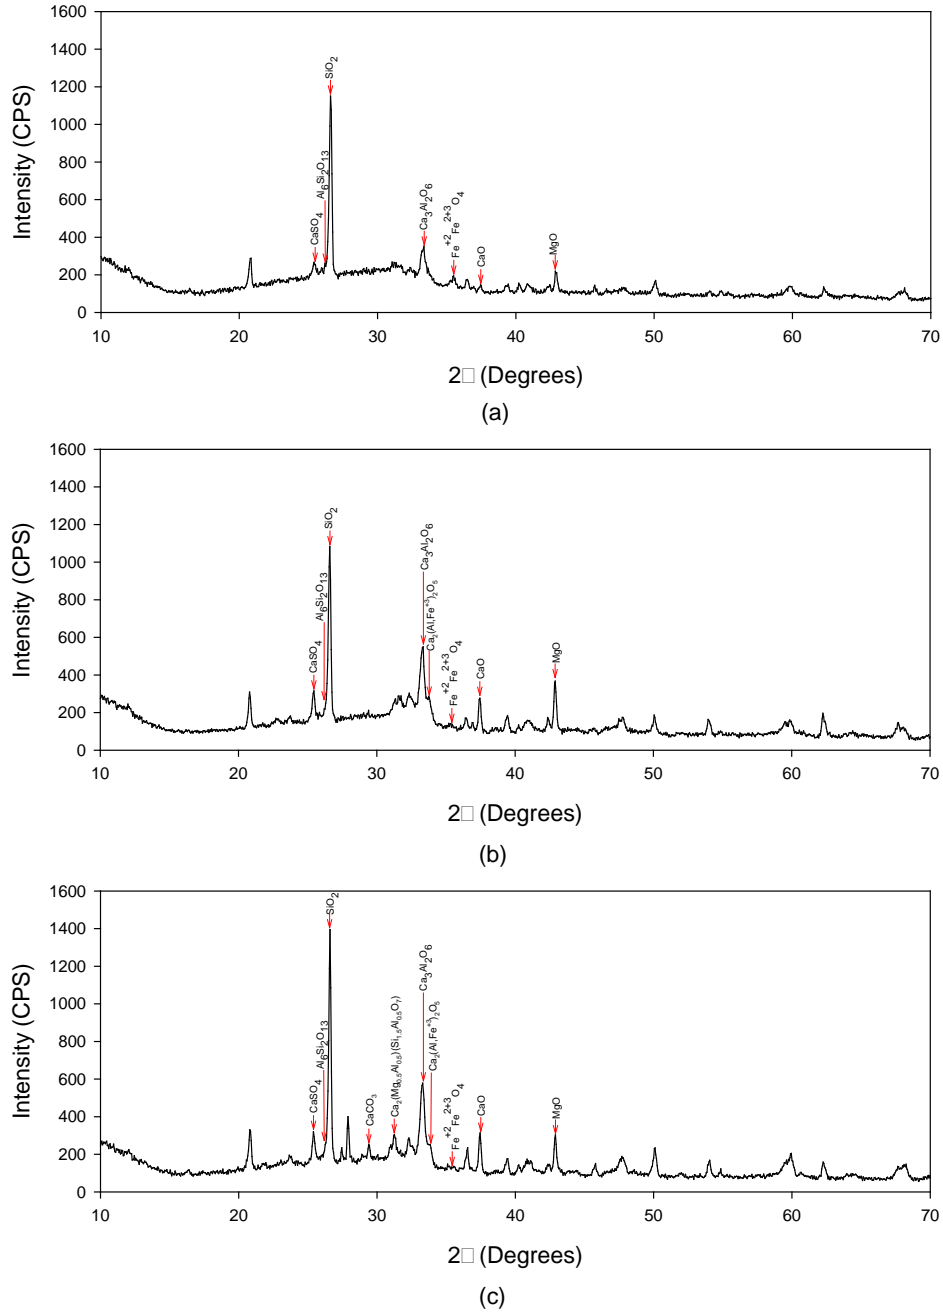 1600
1400
1200
1000
800
600
400
200
0
Intensity (CPS)
CaSO4
Al6Si2O13
SiO2
Ca3Al2O6
Fe+2Fe2+3O4
CaO
MgO
10 20 30 40 50 60 70
2□ (Degrees)
(a)
1600
1400
1200
1000
800
600
400
200
0
Intensity (CPS)
CaSO4
Al6Si2O13
SiO2
Ca3Al2O6
Ca2(Al,Fe+3)2O5
Fe+2Fe2+3O4
CaO
MgO
10 20 30 40 50 60 70
2□ (Degrees)
(b)
1600
1400
1200
1000
800
600
400
200
0
Intensity (CPS)
CaSO4
Al6Si2O13
SiO2
CaCO3
Ca2(Mg0.5Al0.5)(Si1.5Al0.5O7)
Ca3Al2O6
Ca2(Al,Fe+3)2O5
Fe+2Fe2+3O4
CaO
MgO
10 20 30 40 50 60 70
2□ (Degrees)
(c)